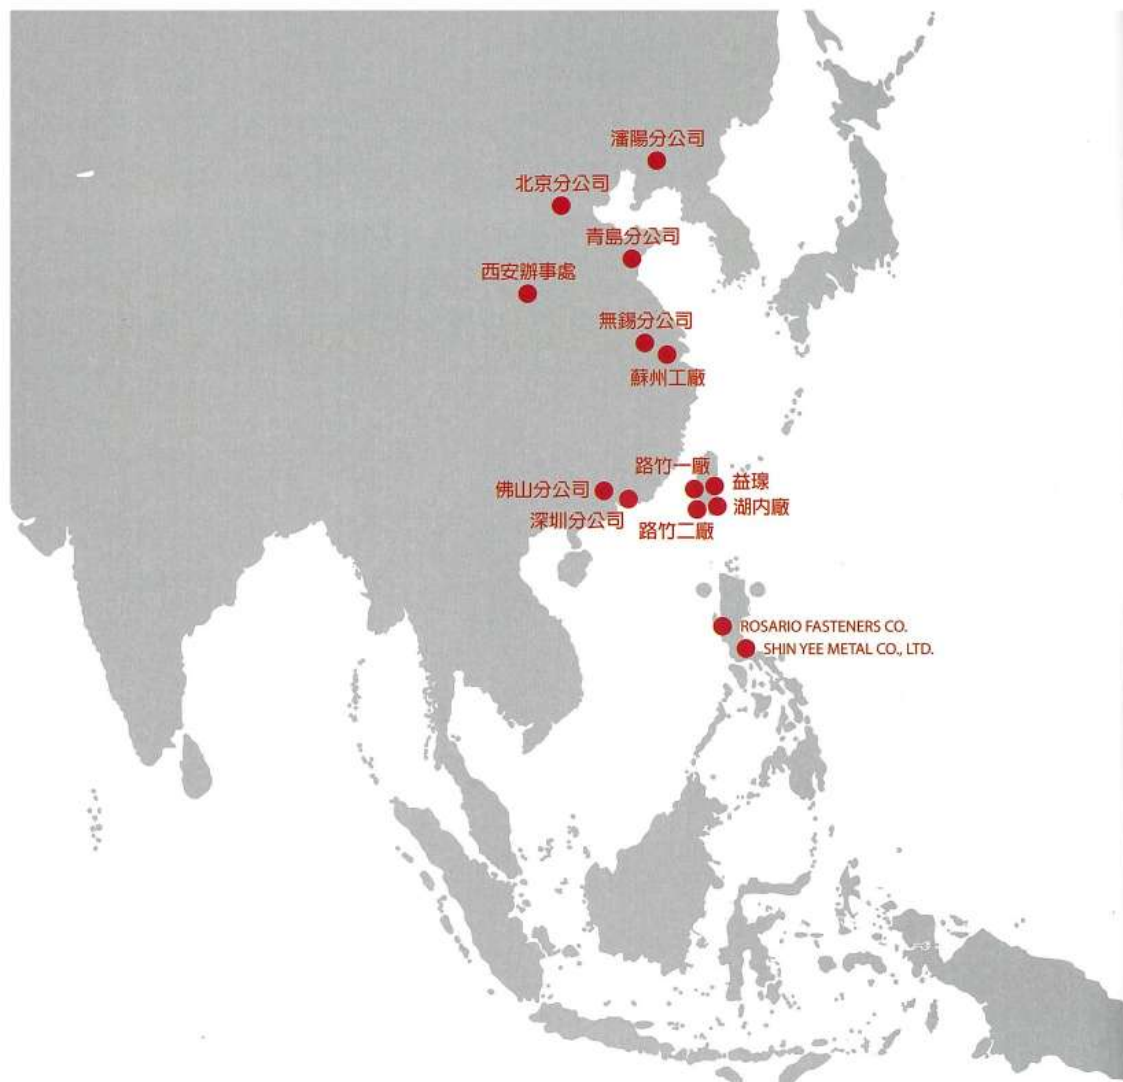 瀋陽分公司
北京分公司
青島分公司
西安辦事處
無錫分公司
蘇州工廠
路竹一廠
益璟
佛山分公司
湖內廠
深圳分公司
路竹二廠
ROSARIO FASTENERS CO.
SHIN YEE METAL CO., LTD.